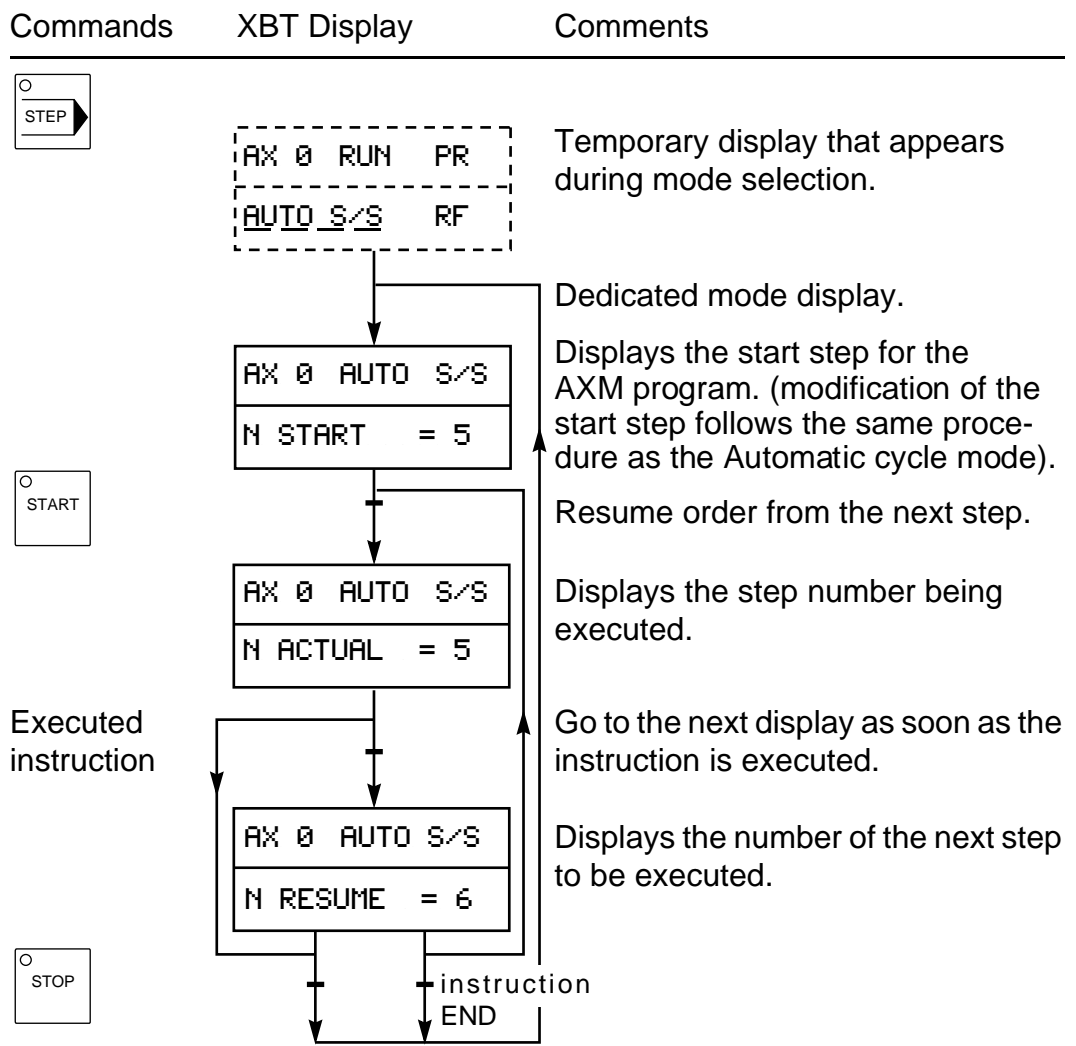 Commands XBT Display Comments
STEP
AX 0 RUN PR
AUTO S/S RF
Temporary display that appears
during mode selection.
Dedicated mode display.
AX 0 AUTO S/S
N START = 5
Displays the start step for the
AXM program. (modification of the
start step follows the same proce-
dure as the Automatic cycle mode).
START
Resume order from the next step.
AX 0 AUTO S/S
N ACTUAL = 5
Displays the step number being
executed.
Executed
instruction
Go to the next display as soon as the
instruction is executed.
AX 0 AUTO S/S
N RESUME = 6
Displays the number of the next step
to be executed.
STOP
instruction
END